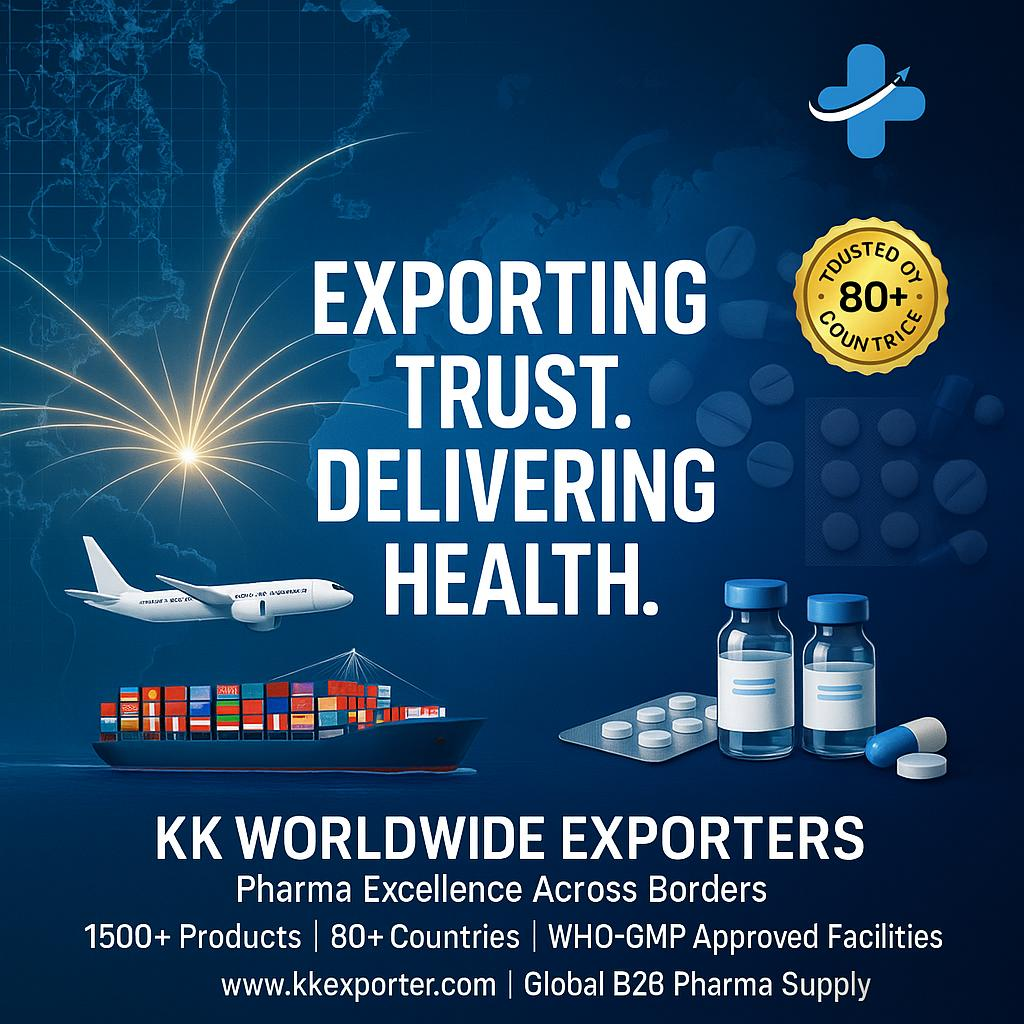 TDUSTED OY
80+
COUNTRICE
EXPORTING
TRUST.
DELIVERING
HEALTH.
KK WORLDWIDE EXPORTERS
Pharma Excellence Across Borders
1500+ Products | 80+ Countries | WHO-GMP Approved Facilities
www.kkexporter.com | Global B2B Pharma Supply